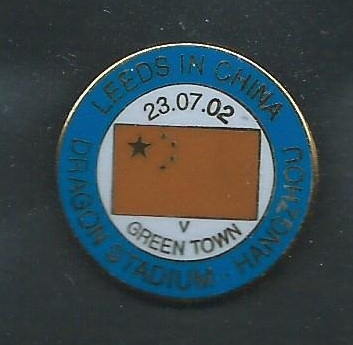 LEEDS IN CHINA
23.07.02
V
GREEN TOWN
DRAGON STADIUM - HANGZHOU